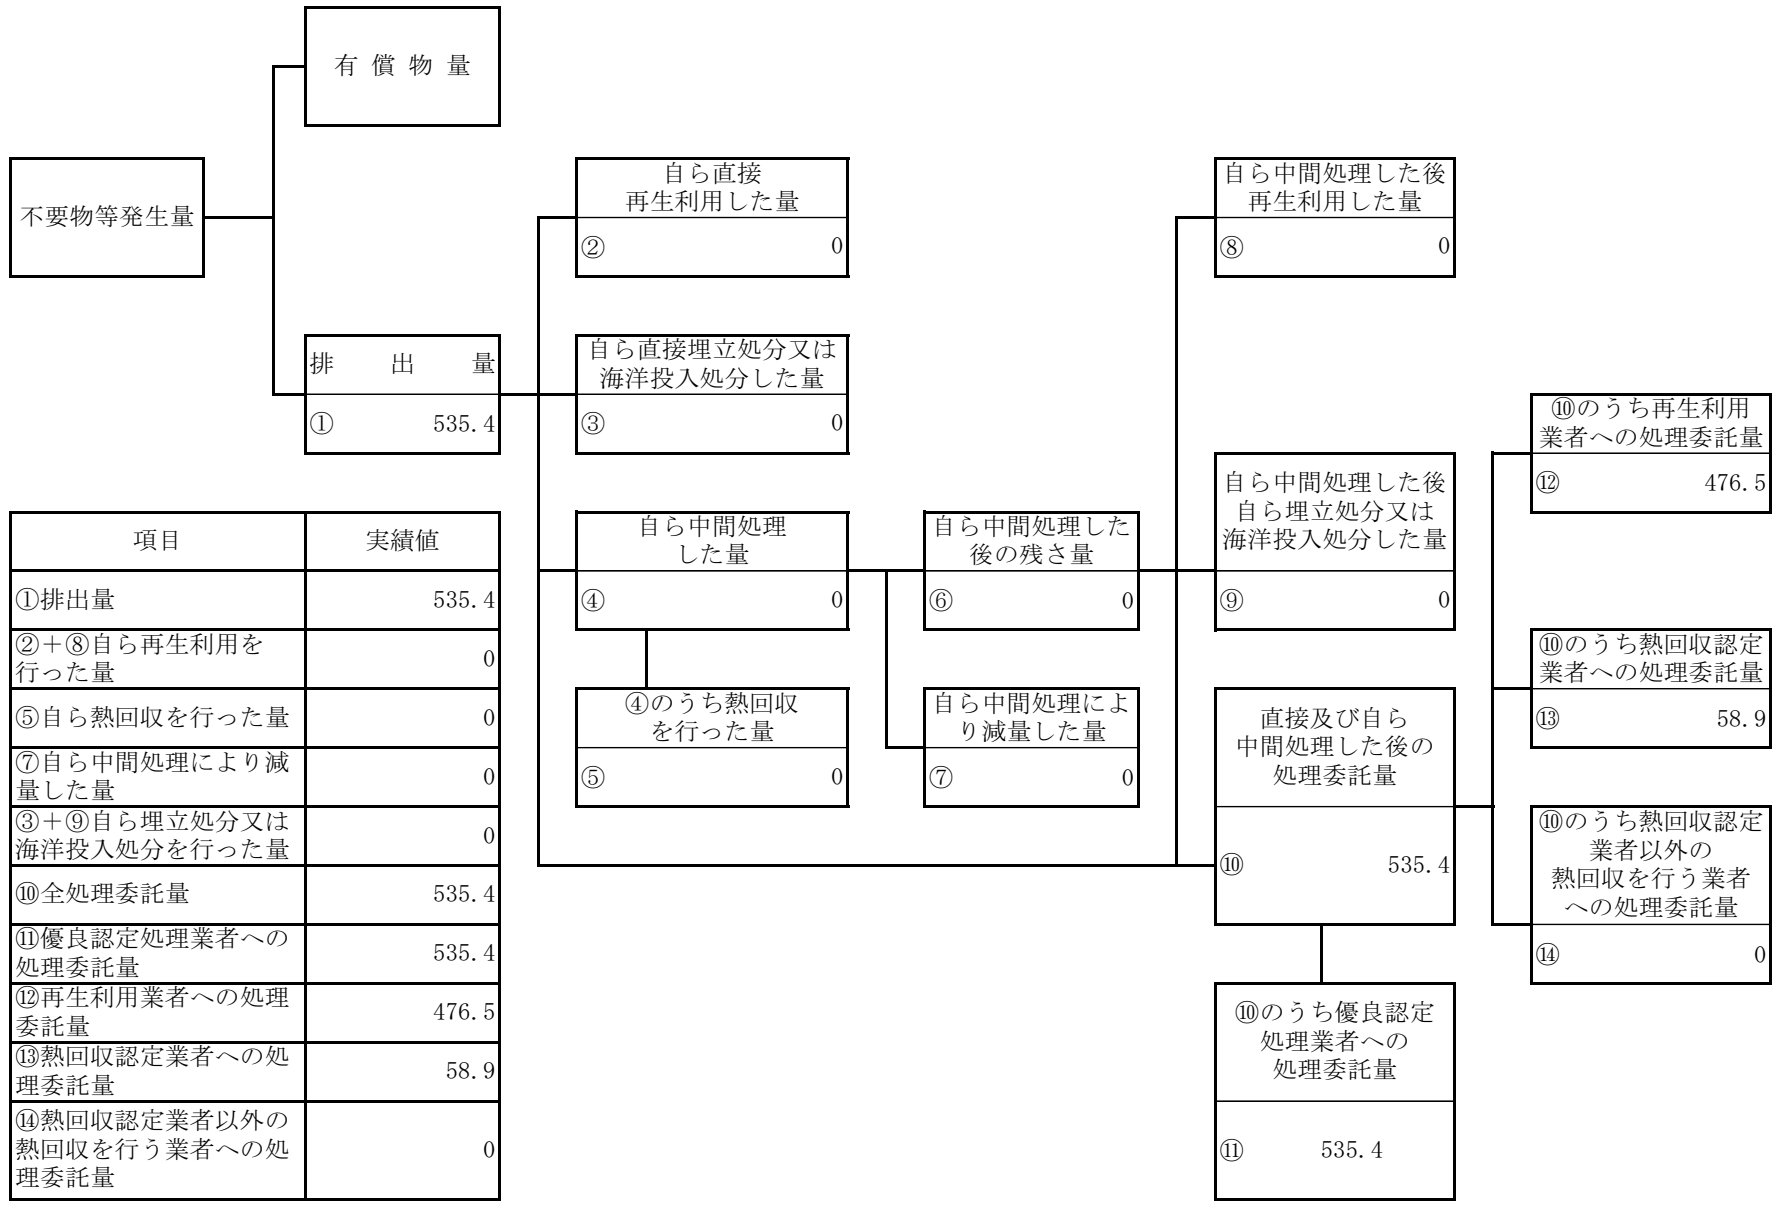 有償物量
不要物等発生量
自ら直接
再生利用した量
② 0
自ら中間処理した後
再生利用した量
⑧ 0
排出量
① 535.4
自ら直接埋立処分又は
海洋投入処分した量
③ 0
⑩のうち再生利用
業者への処理委託量
⑫ 476.5
自ら中間処理
した量
④ 0
自ら中間処理した
後の残さ量
⑥ 0
自ら中間処理した後
自ら埋立処分又は
海洋投入処分した量
⑨ 0
④のうち熱回収
を行った量
⑤ 0
自ら中間処理によ
り減量した量
⑦ 0
直接及び自ら
中間処理した後の
処理委託量
⑩ 535.4
⑩のうち熱回収認定
業者への処理委託量
⑬ 58.9
⑩のうち熱回収認定
業者以外の
熱回収を行う業者
への処理委託量
⑭ 0
⑩のうち優良認定
処理業者への
処理委託量
⑪ 535.4
項目 実績値
①排出量 535.4
②+⑧自ら再生利用を
行った量 0
⑤自ら熱回収を行った量 0
⑦自ら中間処理により減
量した量 0
③+⑨自ら埋立処分又は
海洋投入処分を行った量 0
⑩全処理委託量 535.4
⑪優良認定処理業者への
処理委託量 535.4
⑫再生利用業者への処理
委託量 476.5
⑬熱回収認定業者への処
理委託量 58.9
⑭熱回収認定業者以外の
熱回収を行う業者への処
理委託量 0